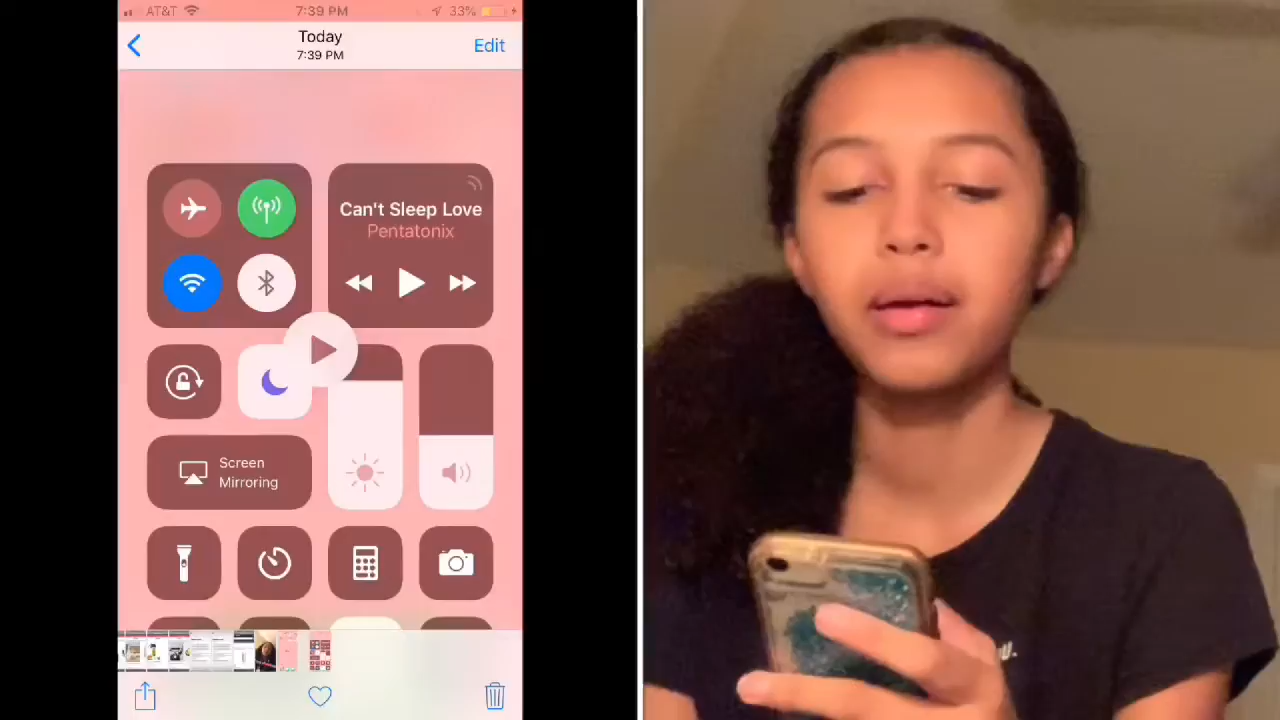 AT&T 7:39 PM 33%
Today
7:39 PM
Edit
Can't Sleep Love
Pentatonix
Screen
Mirroring